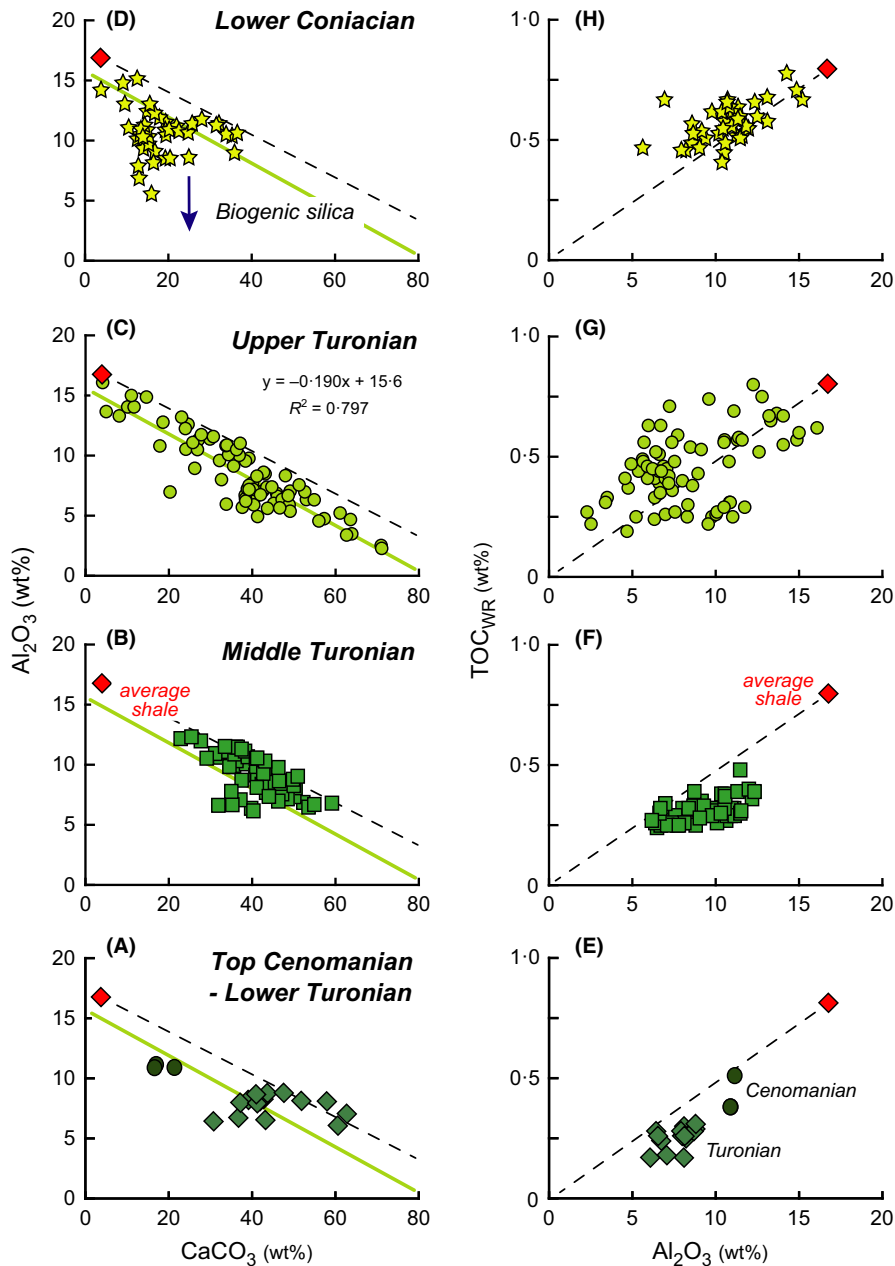 (D) Lower Coniacian
20
15
10
5
0
Biogenic silica
0 20 40 60 80
(H)
1·0
0·5
0
0 5 10 15 20
(C) Upper Turonian
y = –0·190x + 15·6
R² = 0·797
20
15
10
5
0
0 20 40 60 80
(G)
1·0
0·5
0
0 5 10 15 20
Al₂O₃ (wt%)
TOC_WR (wt%)
(B) Middle Turonian
average
shale
20
15
10
5
0
0 20 40 60 80
(F)
average
shale
1·0
0·5
0
0 5 10 15 20
(A) Top Cenomanian
- Lower Turonian
20
15
10
5
0
0 20 40 60 80
CaCO₃ (wt%)
(E)
1·0
0·5
0
Cenomanian
Turonian
0 5 10 15 20
Al₂O₃ (wt%)